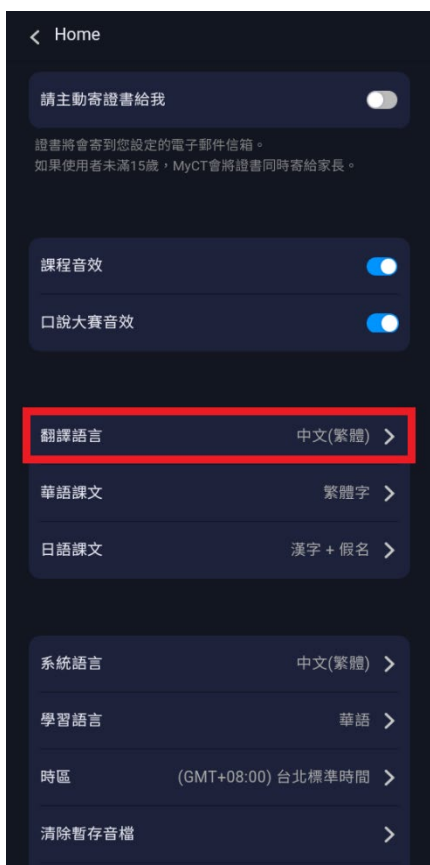 Home
請主動寄證書給我
證書將會寄到您設定的電子郵件信箱。
如果使用者未滿15歲，MyCT會將證書同時寄給家長。
課程音效
口說大賽音效
翻譯語言 中文(繁體)
華語課文 繁體字
日語課文 漢字 + 假名
系統語言 中文(繁體)
學習語言 華語
時區 (GMT+08:00) 台北標準時間
清除暫存音檔